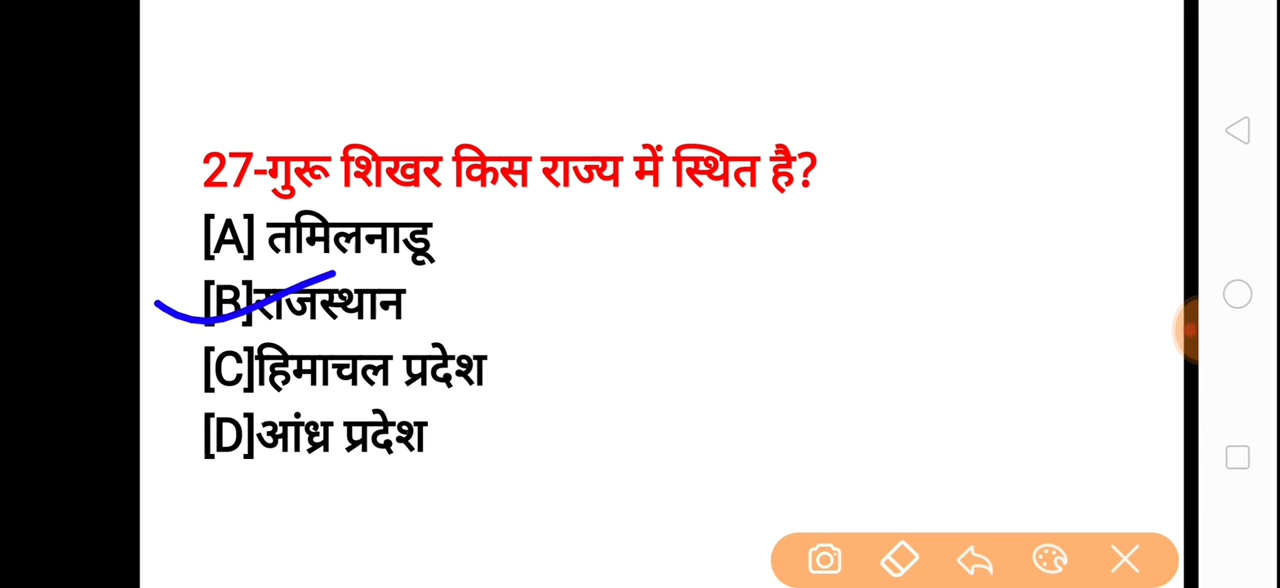 27-गुरू शिखर किस राज्य में स्थित है?
[A] तमिलनाडू
[B]राजस्थान
[C]हिमाचल प्रदेश
[D]आंध्र प्रदेश